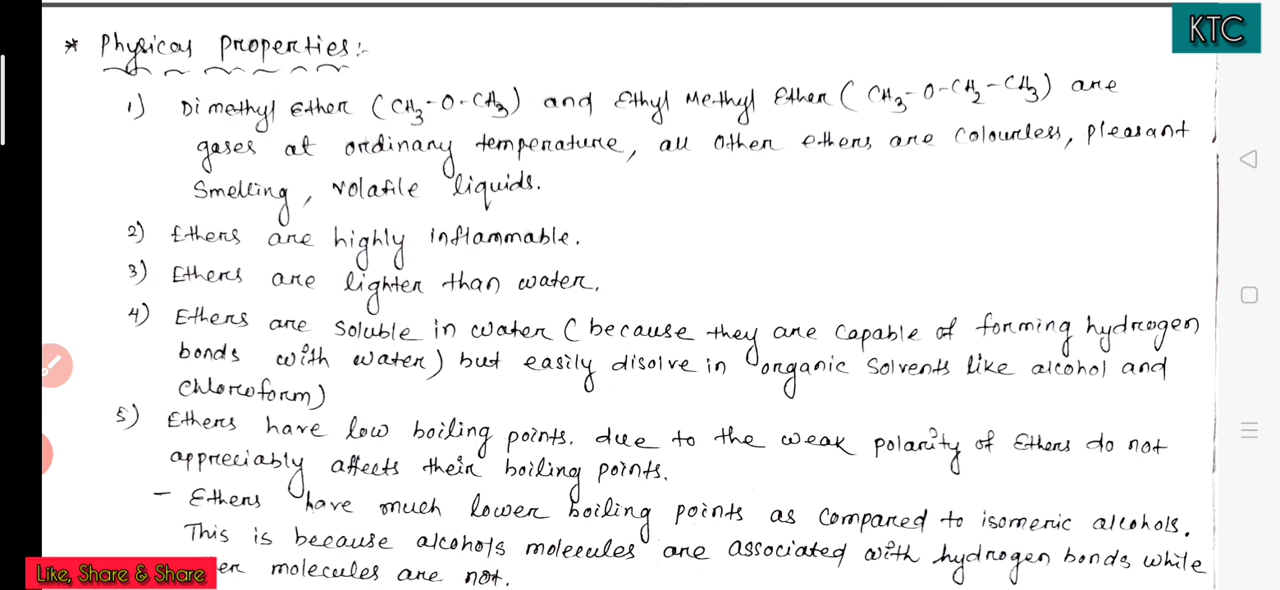 KTC
* Physical Properties:-
1) Dimethyl Ether (CH3-O-CH3) and Ethyl Methyl Ether (CH3-O-CH2-CH3) are
gases at ordinary temperature, all other ethers are colourless, pleasant
smelling, volatile liquids.
2) Ethers are highly inflammable.
3) Ethers are lighter than water.
4) Ethers are soluble in water (because they are capable of forming hydrogen
bonds with water) but easily disolve in organic solvents like alcohol and
chloroform)
5) Ethers have low boiling points. due to the weak polarity of Ethers do not
appreciably affects their boiling points.
- Ethers have much lower boiling points as compared to isomeric alcohols.
This is because alcohols molecules are associated with hydrogen bonds while
er molecules are not.
Like, Share & Share